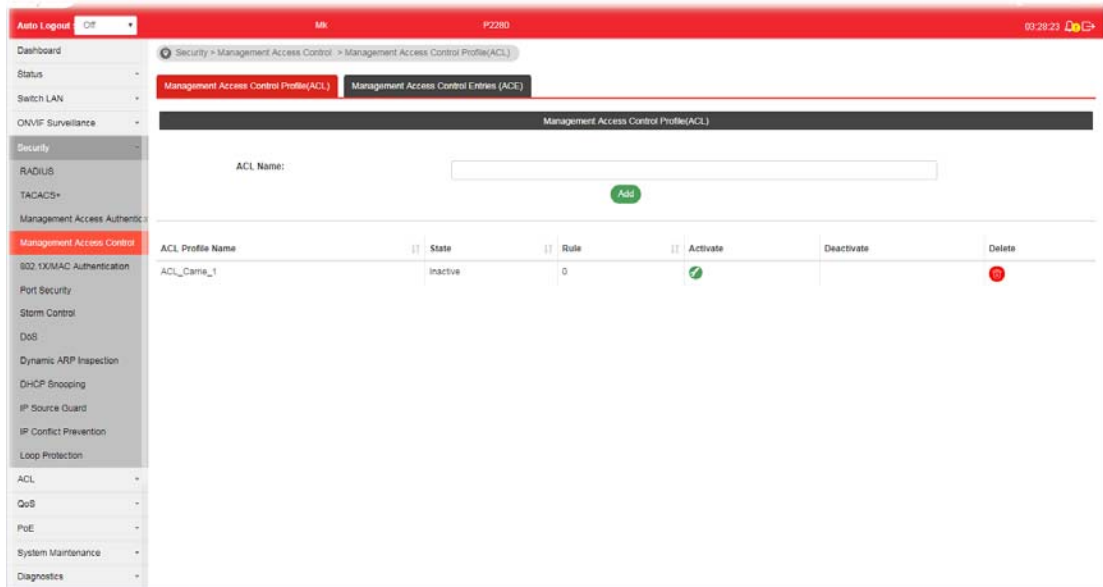 Auto Logout : Off Mk P2280 03:28:23
Dashboard
Status
Switch LAN
ONVIF Surveillance
Security
RADIUS
TACACS+
Management Access Authentic
Management Access Control
802.1X/MAC Authentication
Port Security
Storm Control
DoS
Dynamic ARP Inspection
DHCP Snooping
IP Source Guard
IP Conflict Prevention
Loop Protection
ACL
QoS
PoE
System Maintenance
Diagnostics
Security > Management Access Control > Management Access Control Profile(ACL)
Management Access Control Profile(ACL) Management Access Control Entries (ACE)
Management Access Control Profile(ACL)
ACL Name:
Add
ACL Profile Name State Rule Activate Deactivate Delete
ACL_Carrie_1 Inactive 0